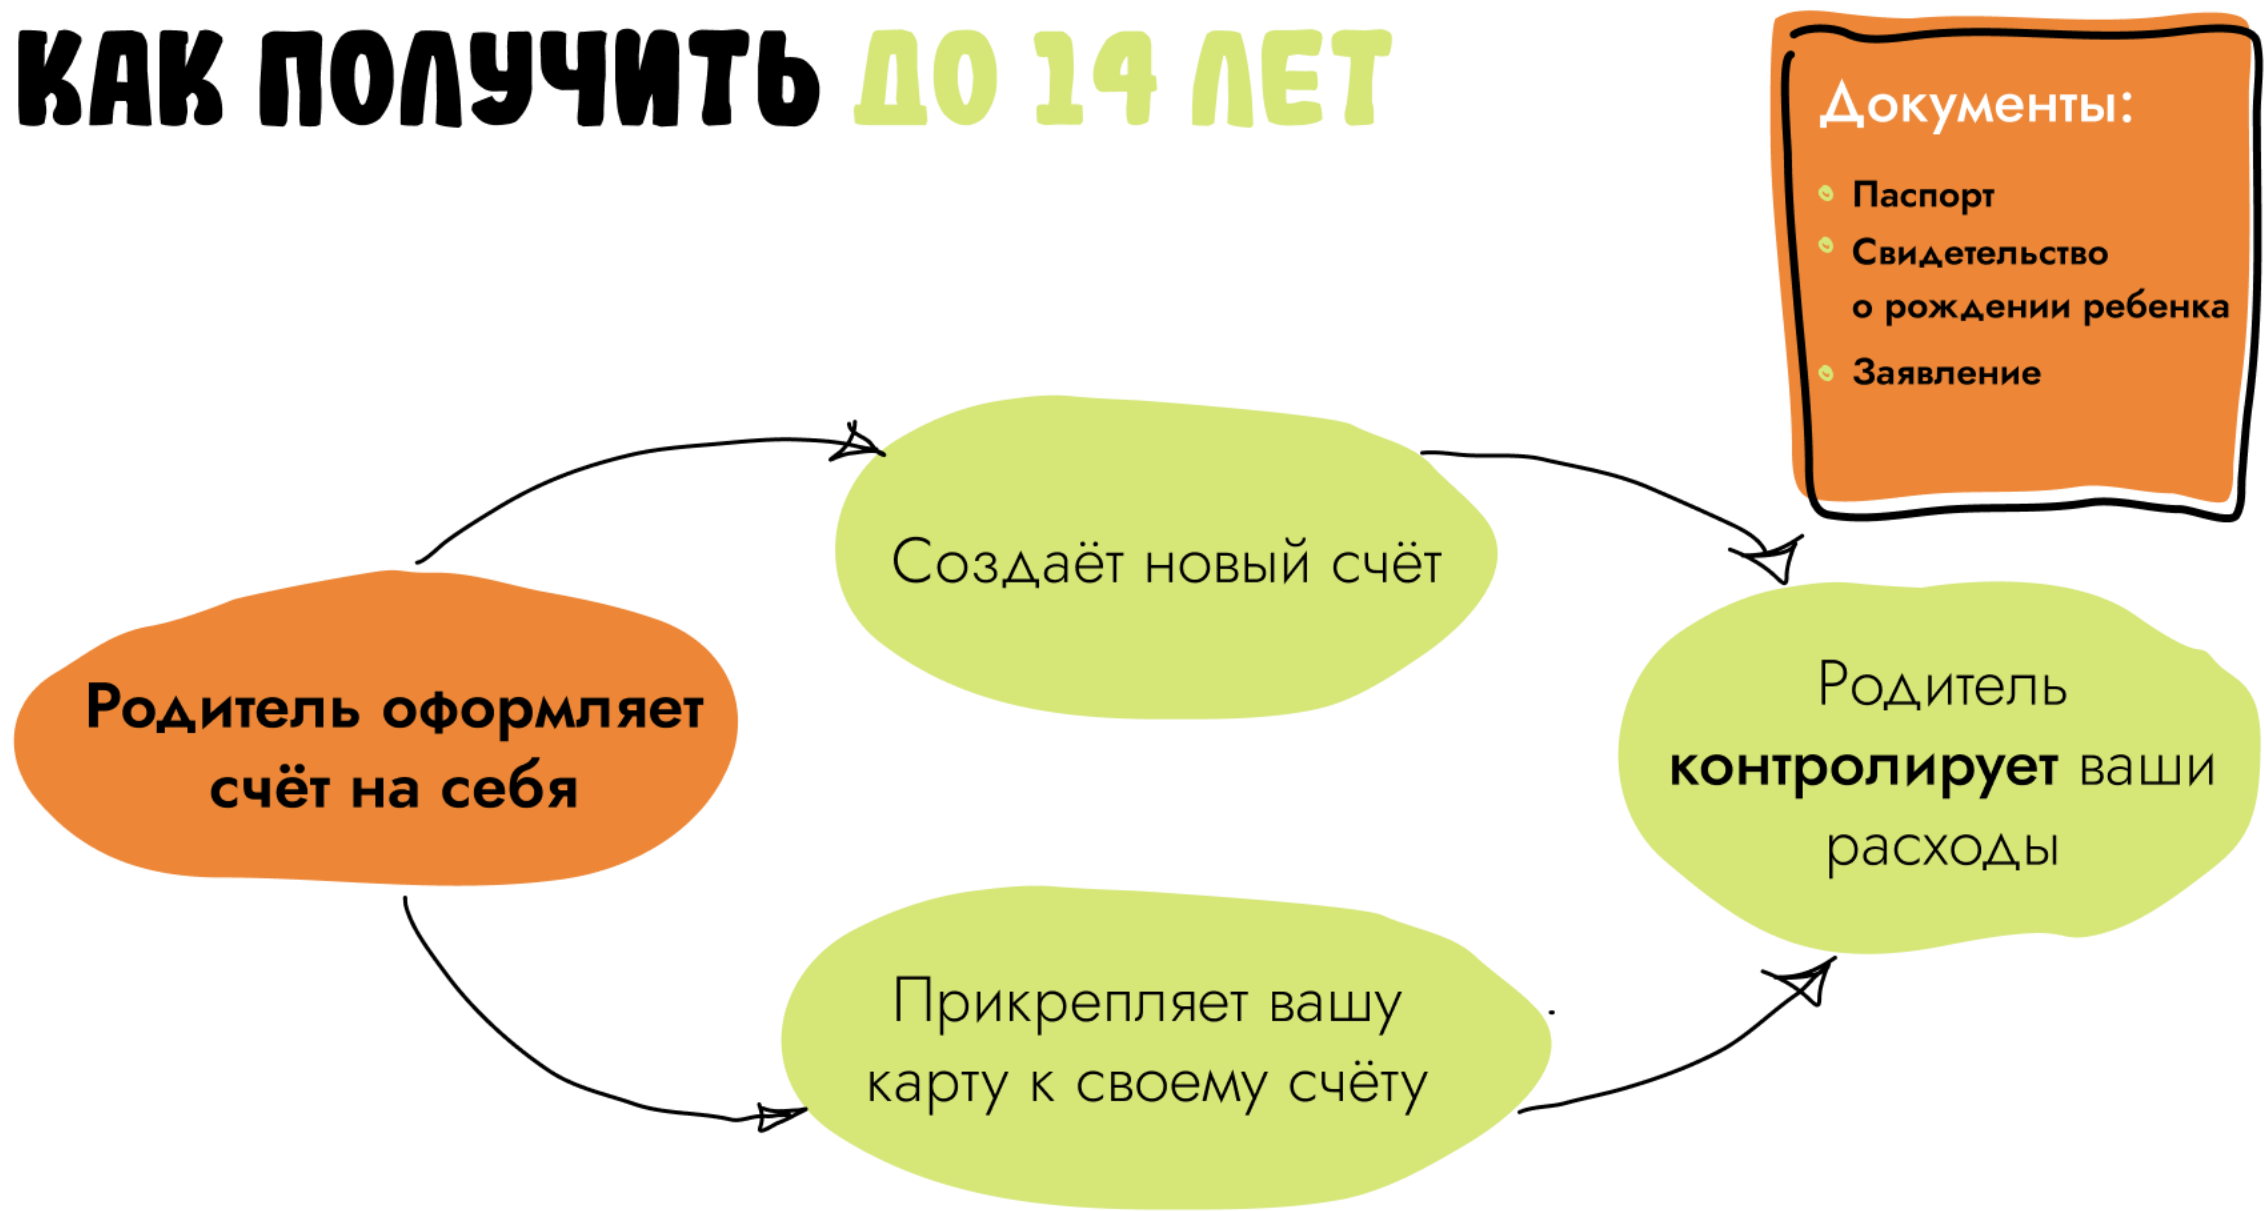 КАК ПОЛУЧИТЬ ДО 14 ЛЕТ
Документы:
Паспорт
Свидетельство
о рождении ребенка
Заявление
Создаёт новый счёт
Родитель оформляет
счёт на себя
Родитель
контролирует ваши
расходы
Прикрепляет вашу
карту к своему счёту